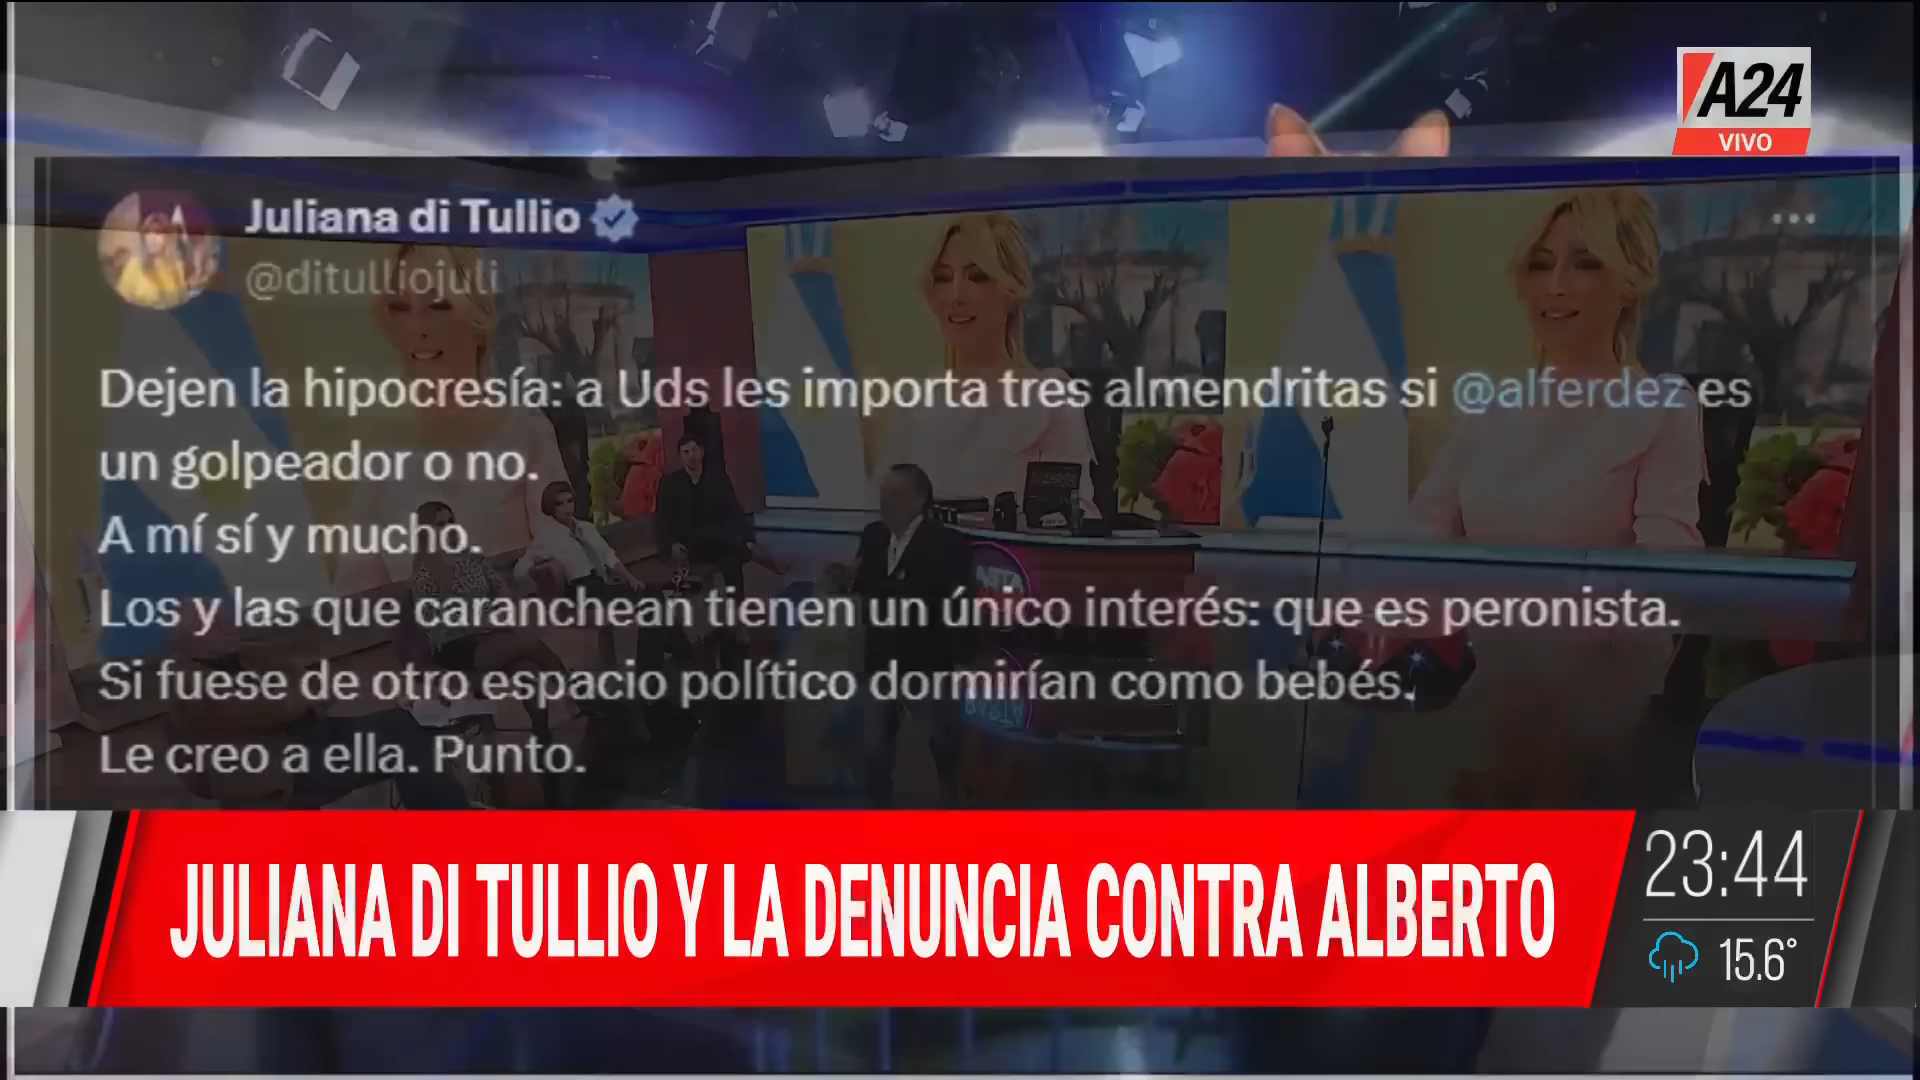 A24
VIVO
Juliana di Tullio
@ditulliojuli
Dejen la hipocresía: a Uds les importa tres almendritas si @alferdez es
un golpeador o no.
A mí sí y mucho.
Los y las que caranchean tienen un único interés: que es peronista.
Si fuese de otro espacio político dormirían como bebés.
Le creo a ella. Punto.
JULIANA DI TULLIO Y LA DENUNCIA CONTRA ALBERTO
23:44
15.6°